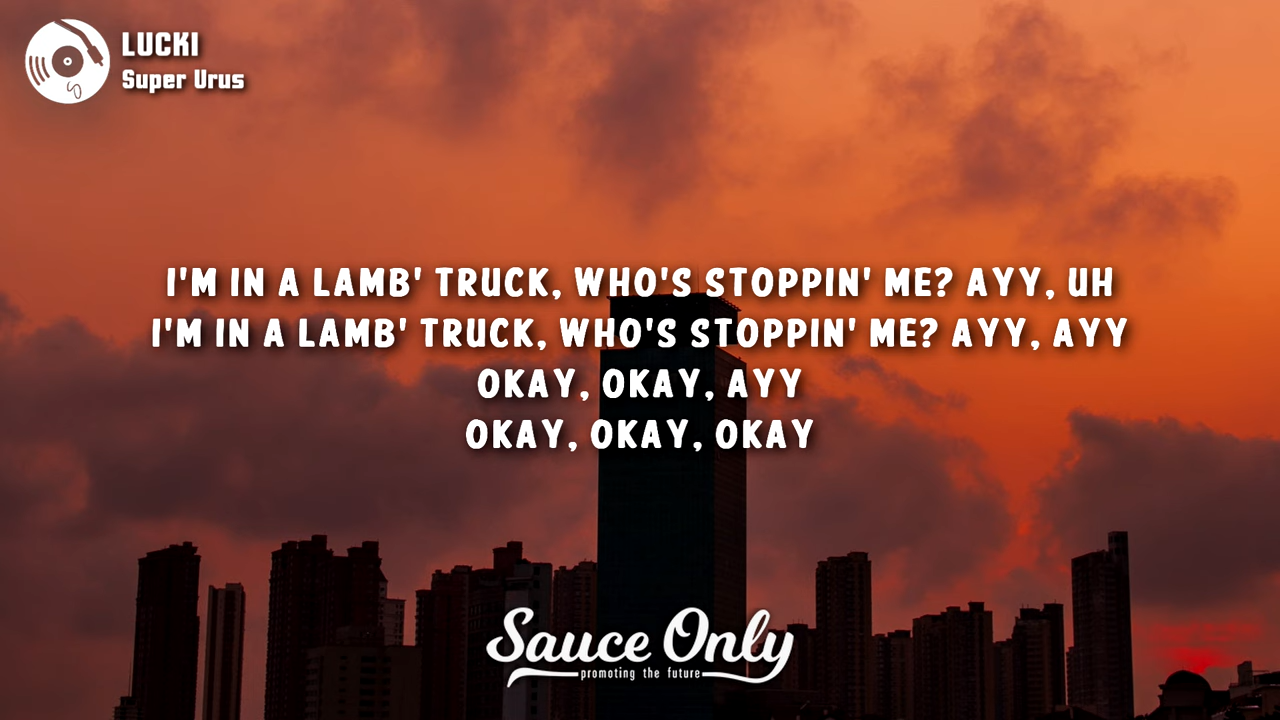 LUCKI
Super Urus
I'M IN A LAMB' TRUCK, WHO'S STOPPIN' ME? AYY, UH
I'M IN A LAMB' TRUCK, WHO'S STOPPIN' ME? AYY, AYY
OKAY, OKAY, AYY
OKAY, OKAY, OKAY
Sauce Only
promoting the future